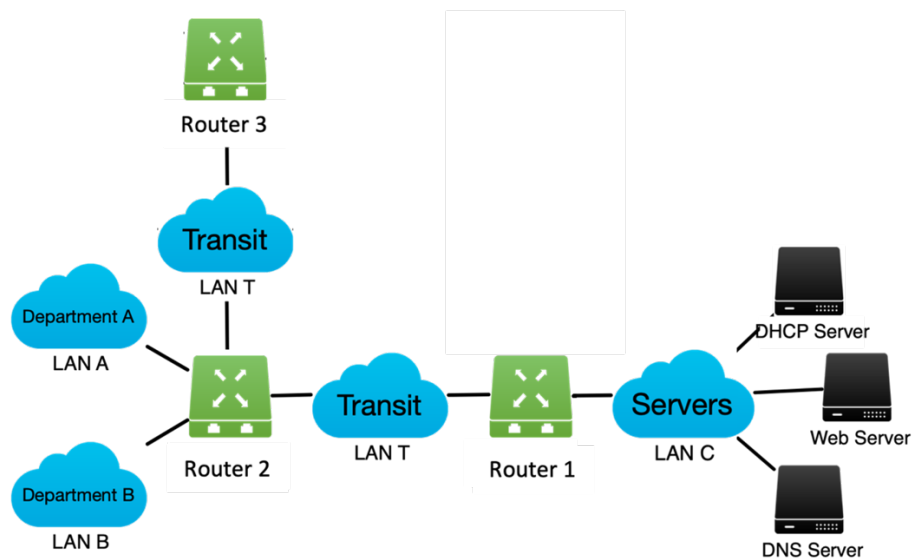 Router 3
Transit
LAN T
Department A
LAN A
DHCP Server
Transit
LAN T
Servers
LAN C
Web Server
Router 2
Router 1
Department B
LAN B
DNS Server